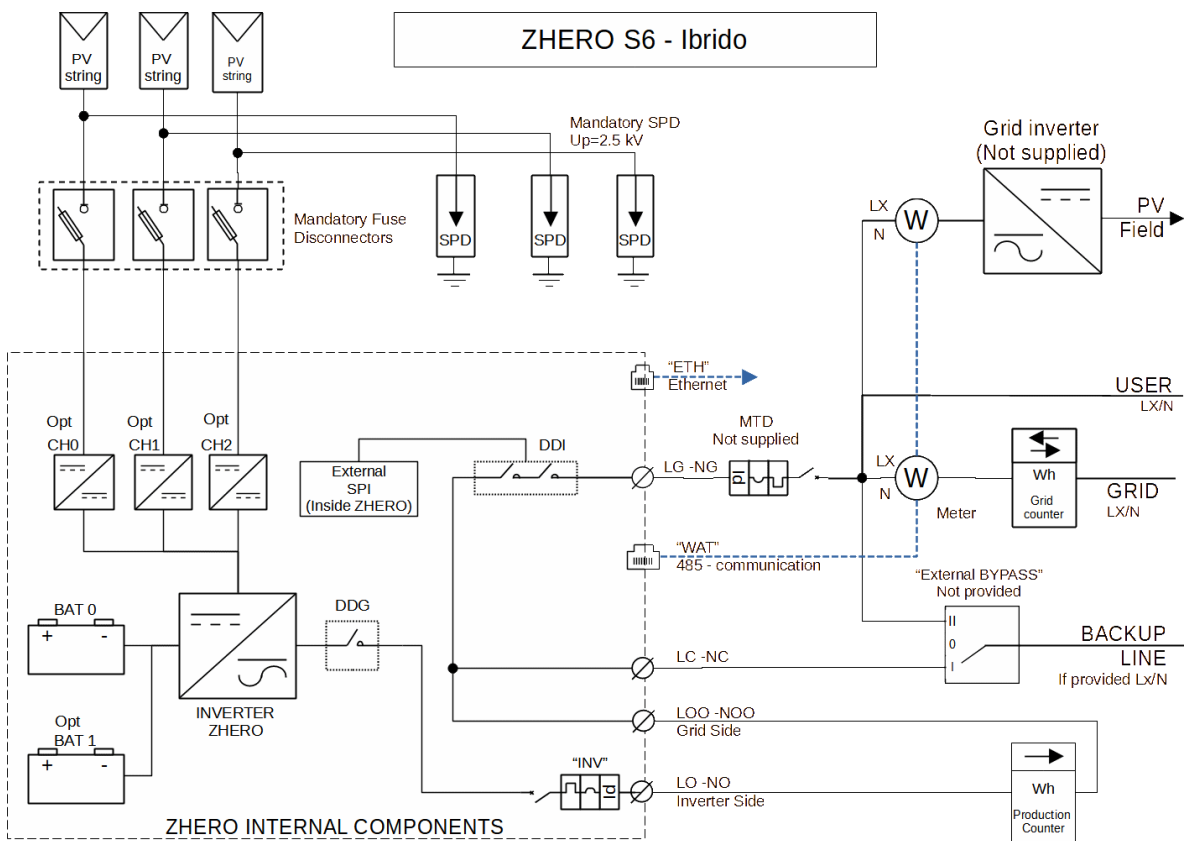 ZHERO S6 - Ibrido
PV
string
PV
string
PV
string
Mandatory SPD
Up=2.5 kV
Grid inverter
(Not supplied)
Mandatory Fuse
Disconnectors
SPD
SPD
SPD
LX
N
W
PV
Field
"ETH"
Ethernet
USER
LX/N
Opt
CH0
Opt
CH1
Opt
CH2
External
SPI
(Inside ZHERO)
DDI
LG -NG
MTD
Not supplied
Id
LX
N
W
Meter
Wh
Grid
counter
GRID
LX/N
"WAT"
485 - communication
"External BYPASS"
Not provided
II
0
I
BACKUP
LINE
If provided Lx/N
BAT 0
+ -
Opt
BAT 1
+ -
INVERTER
ZHERO
DDG
LC -NC
LOO -NOO
Grid Side
"INV"
Id
LO -NO
Inverter Side
Wh
Production
Counter
ZHERO INTERNAL COMPONENTS